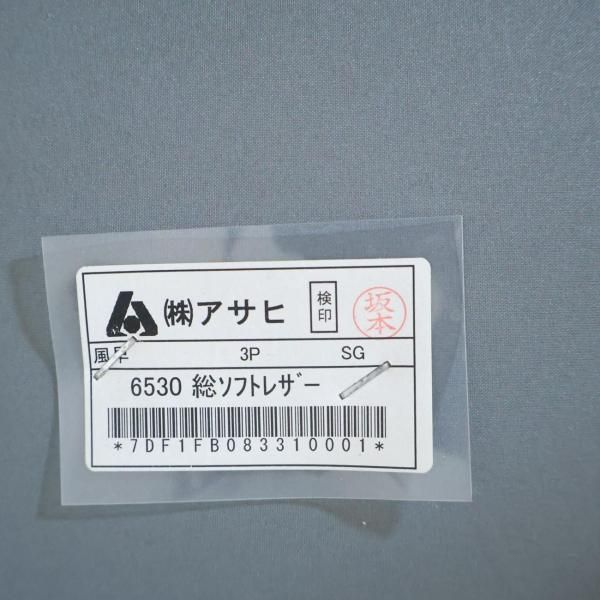 (株)アサヒ
検印
坂本
風早 3P SG
6530 総ソフトレザー
*7DF1FB083310001*